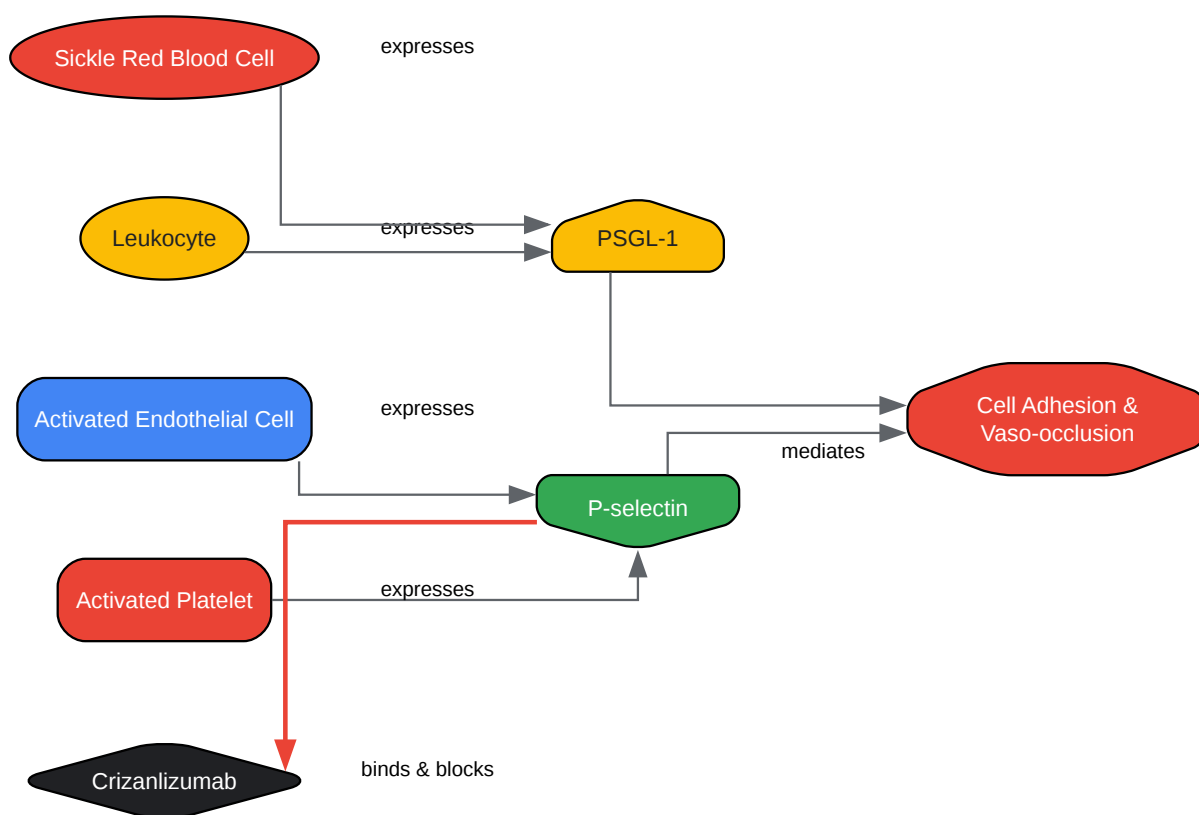 Sickle Red Blood Cell
expresses
Leukocyte
expresses
PSGL-1
Activated Endothelial Cell
expresses
Cell Adhesion &
Vaso-occlusion
mediates
P-selectin
Activated Platelet
expresses
Crizanlizumab
binds & blocks